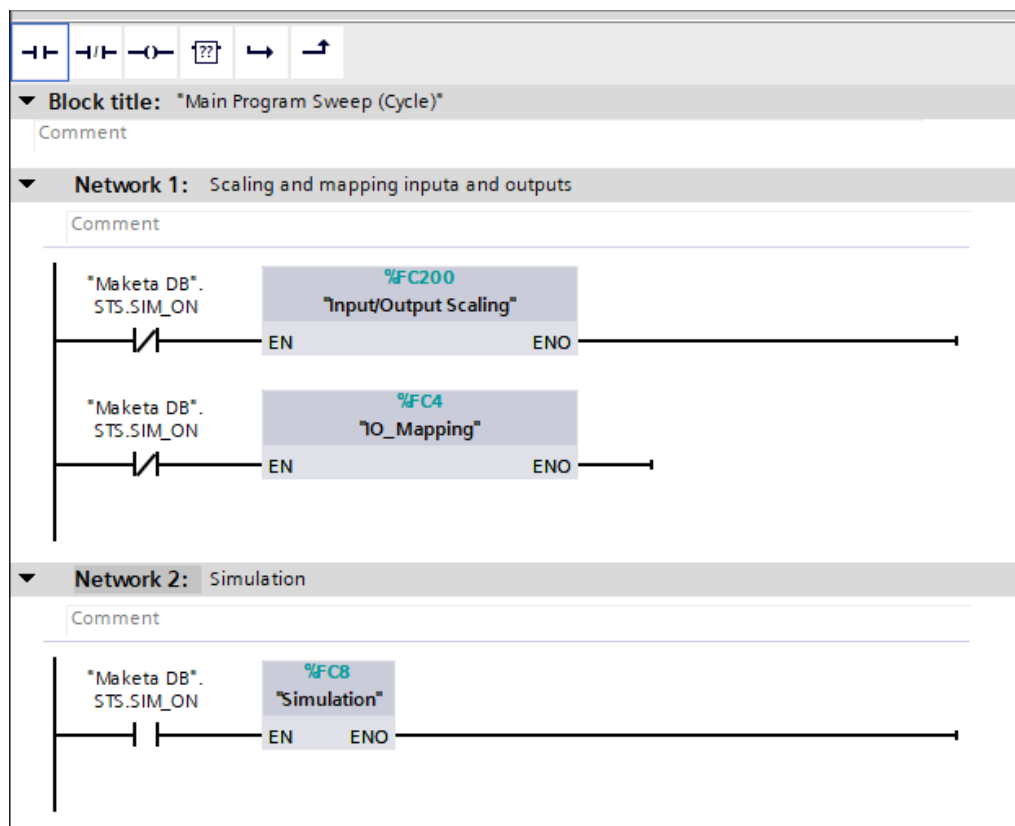 ??
Block title: "Main Program Sweep (Cycle)"
Comment
Network 1: Scaling and mapping inputa and outputs
Comment
"Maketa DB".
STS.SIM_ON
%FC200
"Input/Output Scaling"
EN ENO
"Maketa DB".
STS.SIM_ON
%FC4
"IO_Mapping"
EN ENO
Network 2: Simulation
Comment
"Maketa DB".
STS.SIM_ON
%FC8
"Simulation"
EN ENO